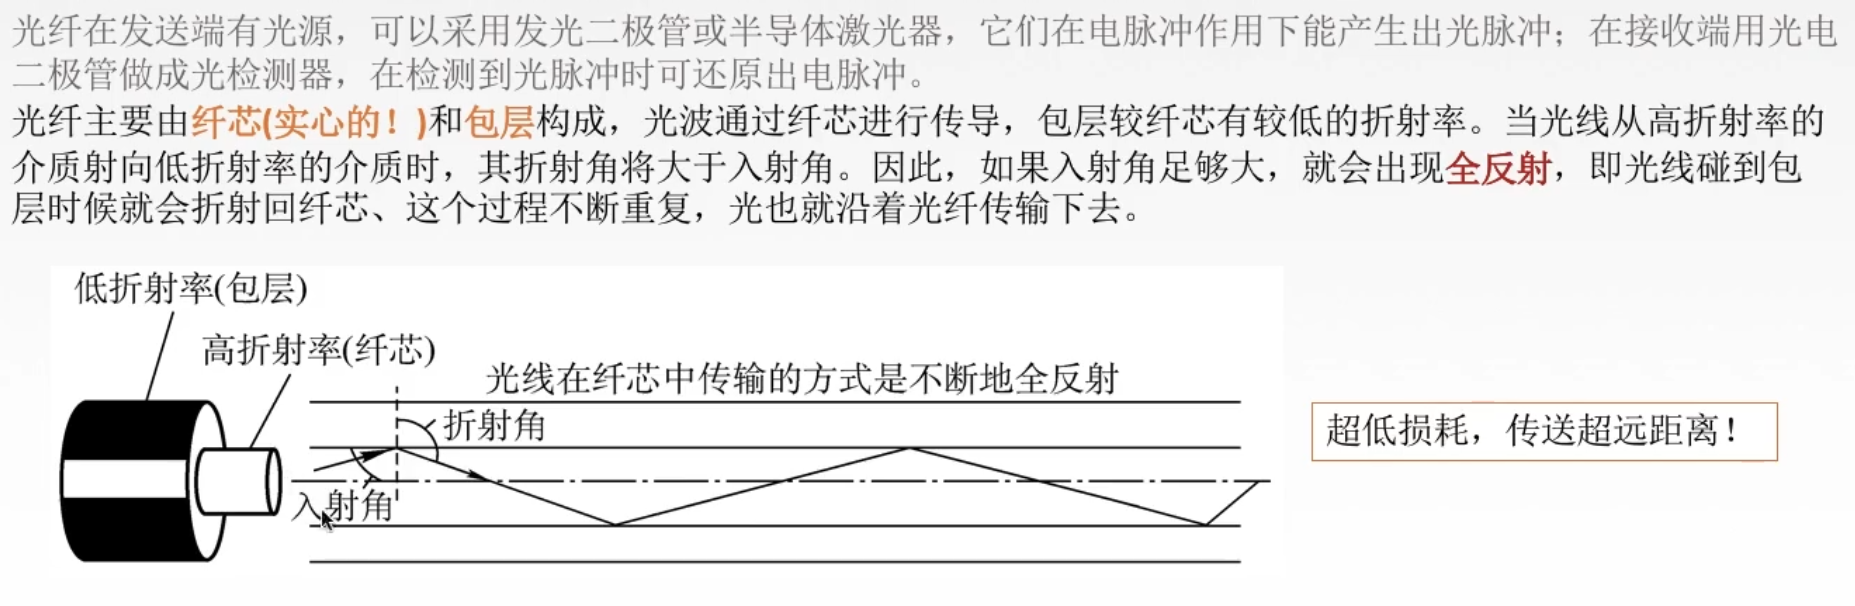 光纤在发送端有光源，可以采用发光二极管或半导体激光器，它们在电脉冲作用下能产生出光脉冲；在接收端用光电
二极管做成光检测器，在检测到光脉冲时可还原出电脉冲。
光纤主要由纤芯(实心的！)和包层构成，光波通过纤芯进行传导，包层较纤芯有较低的折射率。当光线从高折射率的
介质射向低折射率的介质时，其折射角将大于入射角。因此，如果入射角足够大，就会出现全反射，即光线碰到包
层时候就会折射回纤芯、这个过程不断重复，光也就沿着光纤传输下去。
低折射率(包层)
高折射率(纤芯)
光线在纤芯中传输的方式是不断地全反射
折射角
入射角
超低损耗，传送超远距离！